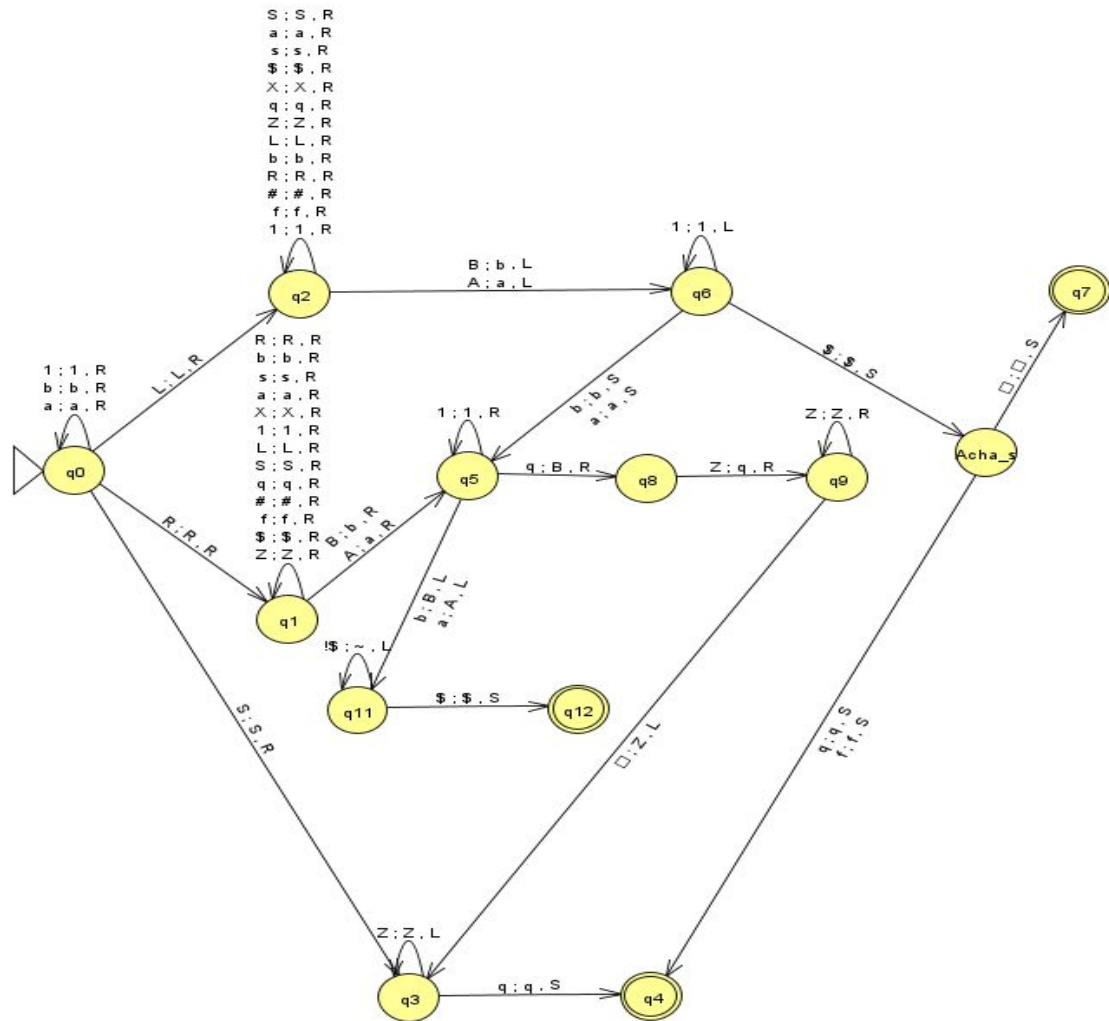 S ; S , R
a ; a , R
s ; s , R
$ ; $ , R
X ; X , R
q ; q , R
Z ; Z , R
L ; L , R
b ; b , R
R ; R , R
# ; # , R
f ; f , R
1 ; 1 , R
q2
B ; b , L
A ; a , L
1 ; 1 , L
q6
q7
R ; R , R
b ; b , R
s ; s , R
a ; a , R
X ; X , R
1 ; 1 , R
L ; L , R
S ; S , R
q ; q , R
# ; # , R
f ; f , R
$ ; $ , R
Z ; Z , R
q1
1 ; 1 , R
b ; b , R
a ; a , R
q0
L ; L , R
R ; R , R
S ; S , R
B ; b , R
A ; a , R
1 ; 1 , R
q5
b ; b , S
a ; a , S
$ ; $ , S
□ ; □ , S
Acha_s
q ; B , R
q8
Z ; q , R
Z ; Z , R
q9
b ; B , L
a ; A , L
!$ ; ~ , L
q11
$ ; $ , S
q12
□ ; Z , L
q ; q , S
f ; f , S
Z ; Z , L
q3
q ; q , S
q4